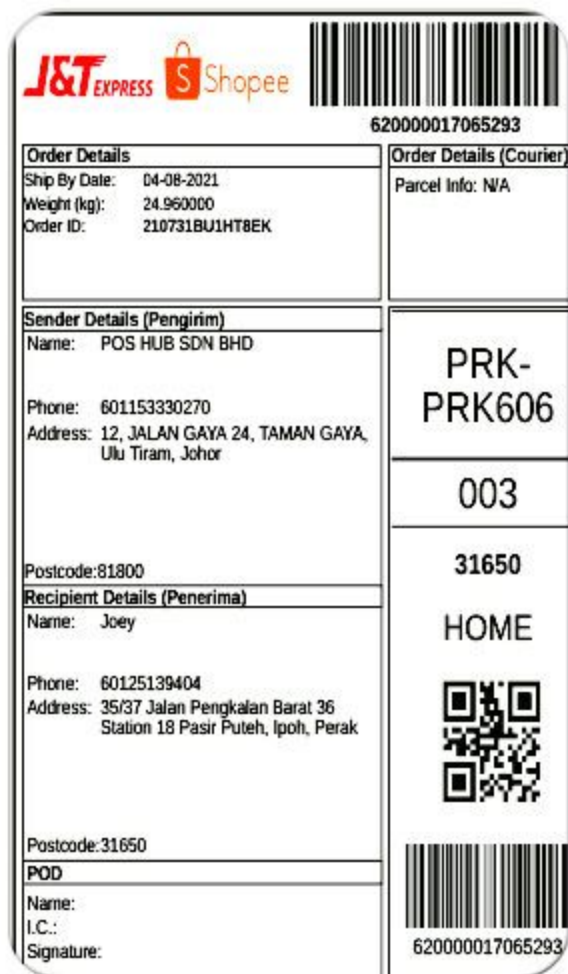 J&T EXPRESS S Shopee
620000017065293
Order Details
Ship By Date: 04-08-2021
Weight (kg): 24.960000
Order ID: 210731BU1HT8EK
Order Details (Courier)
Parcel Info: N/A
Sender Details (Pengirim)
Name: POS HUB SDN BHD
Phone: 601153330270
Address: 12, JALAN GAYA 24, TAMAN GAYA,
Ulu Tiram, Johor
Postcode:81800
Recipient Details (Penerima)
Name: Joey
Phone: 60125139404
Address: 35/37 Jalan Pengkalan Barat 36
Station 18 Pasir Puteh, Ipoh, Perak
Postcode:31650
POD
Name:
I.C.:
Signature:
PRK-
PRK606
003
31650
HOME
620000017065293